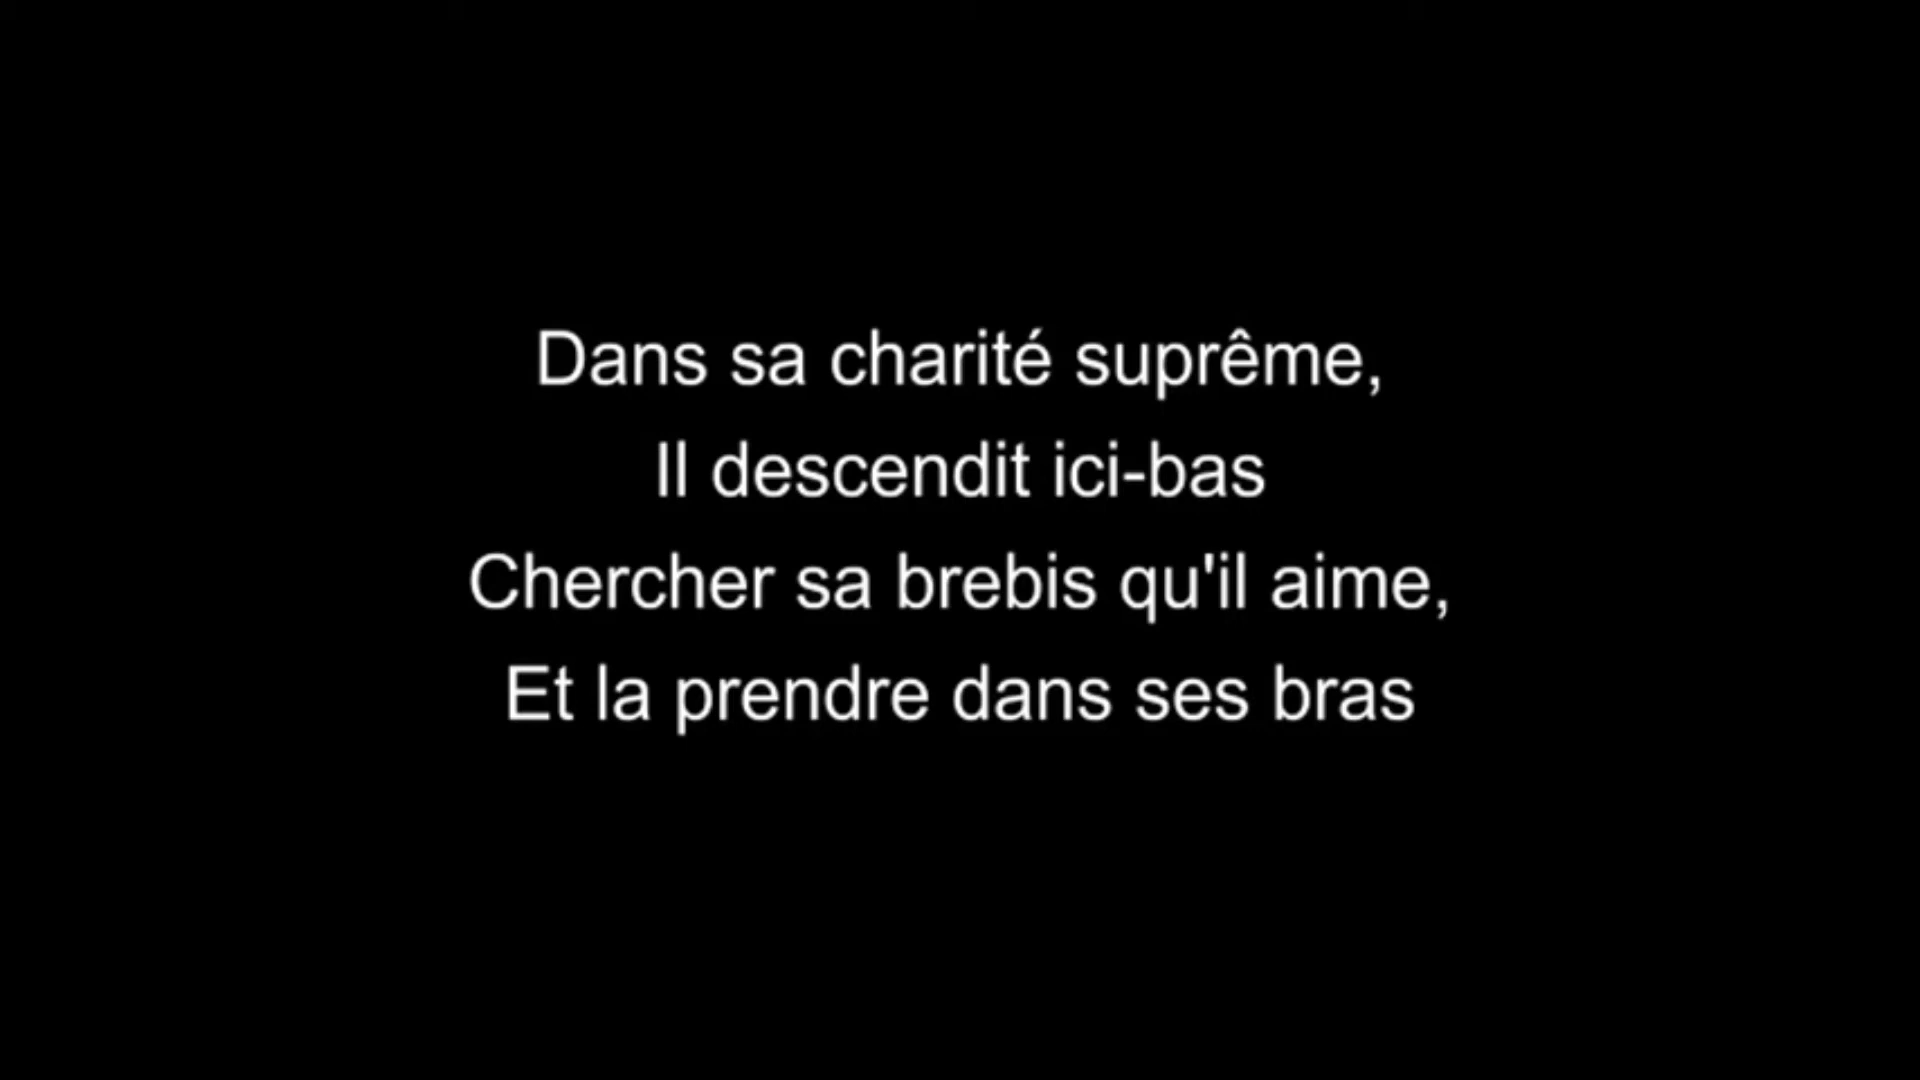 Dans sa charité suprême,
Il descendit ici-bas
Chercher sa brebis qu'il aime,
Et la prendre dans ses bras